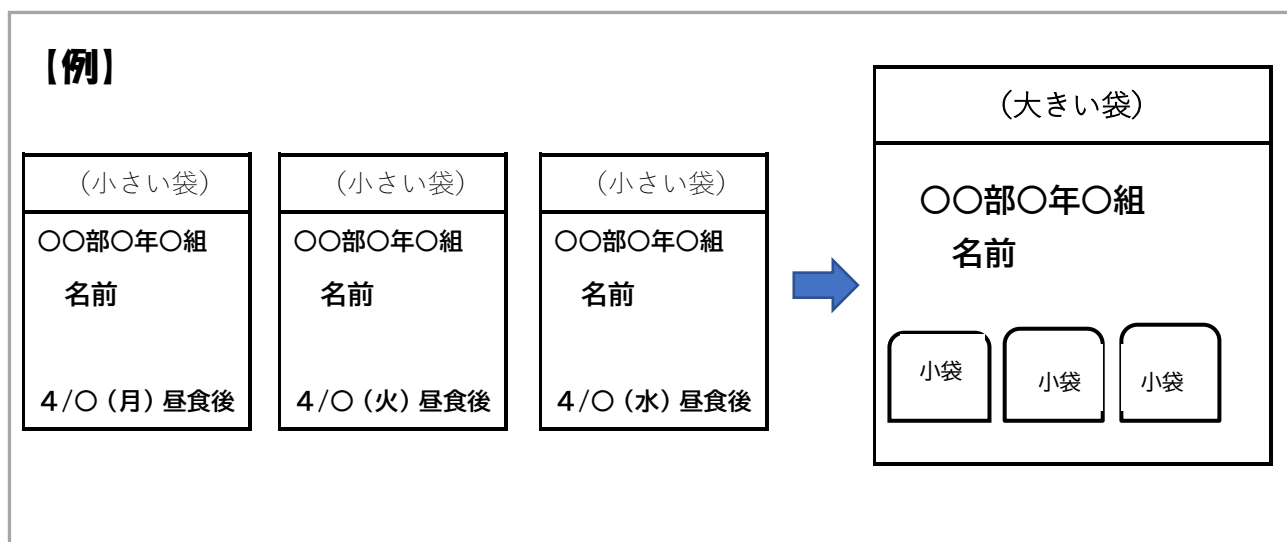 【例】
（小さい袋）
〇〇部〇年〇組
名前
４/〇（月）昼食後
（小さい袋）
〇〇部〇年〇組
名前
４/〇（火）昼食後
（小さい袋）
〇〇部〇年〇組
名前
４/〇（水）昼食後
（大きい袋）
〇〇部〇年〇組
名前
小袋
小袋
小袋